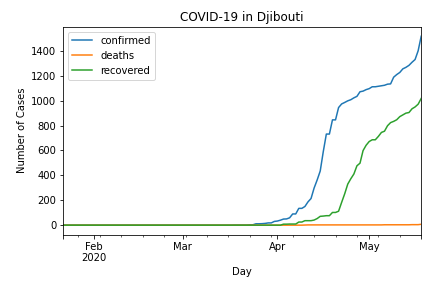 COVID-19 in Djibouti
confirmed
deaths
recovered
Number of Cases
1400
1200
1000
800
600
400
200
0
Feb
2020
Mar
Apr
May
Day